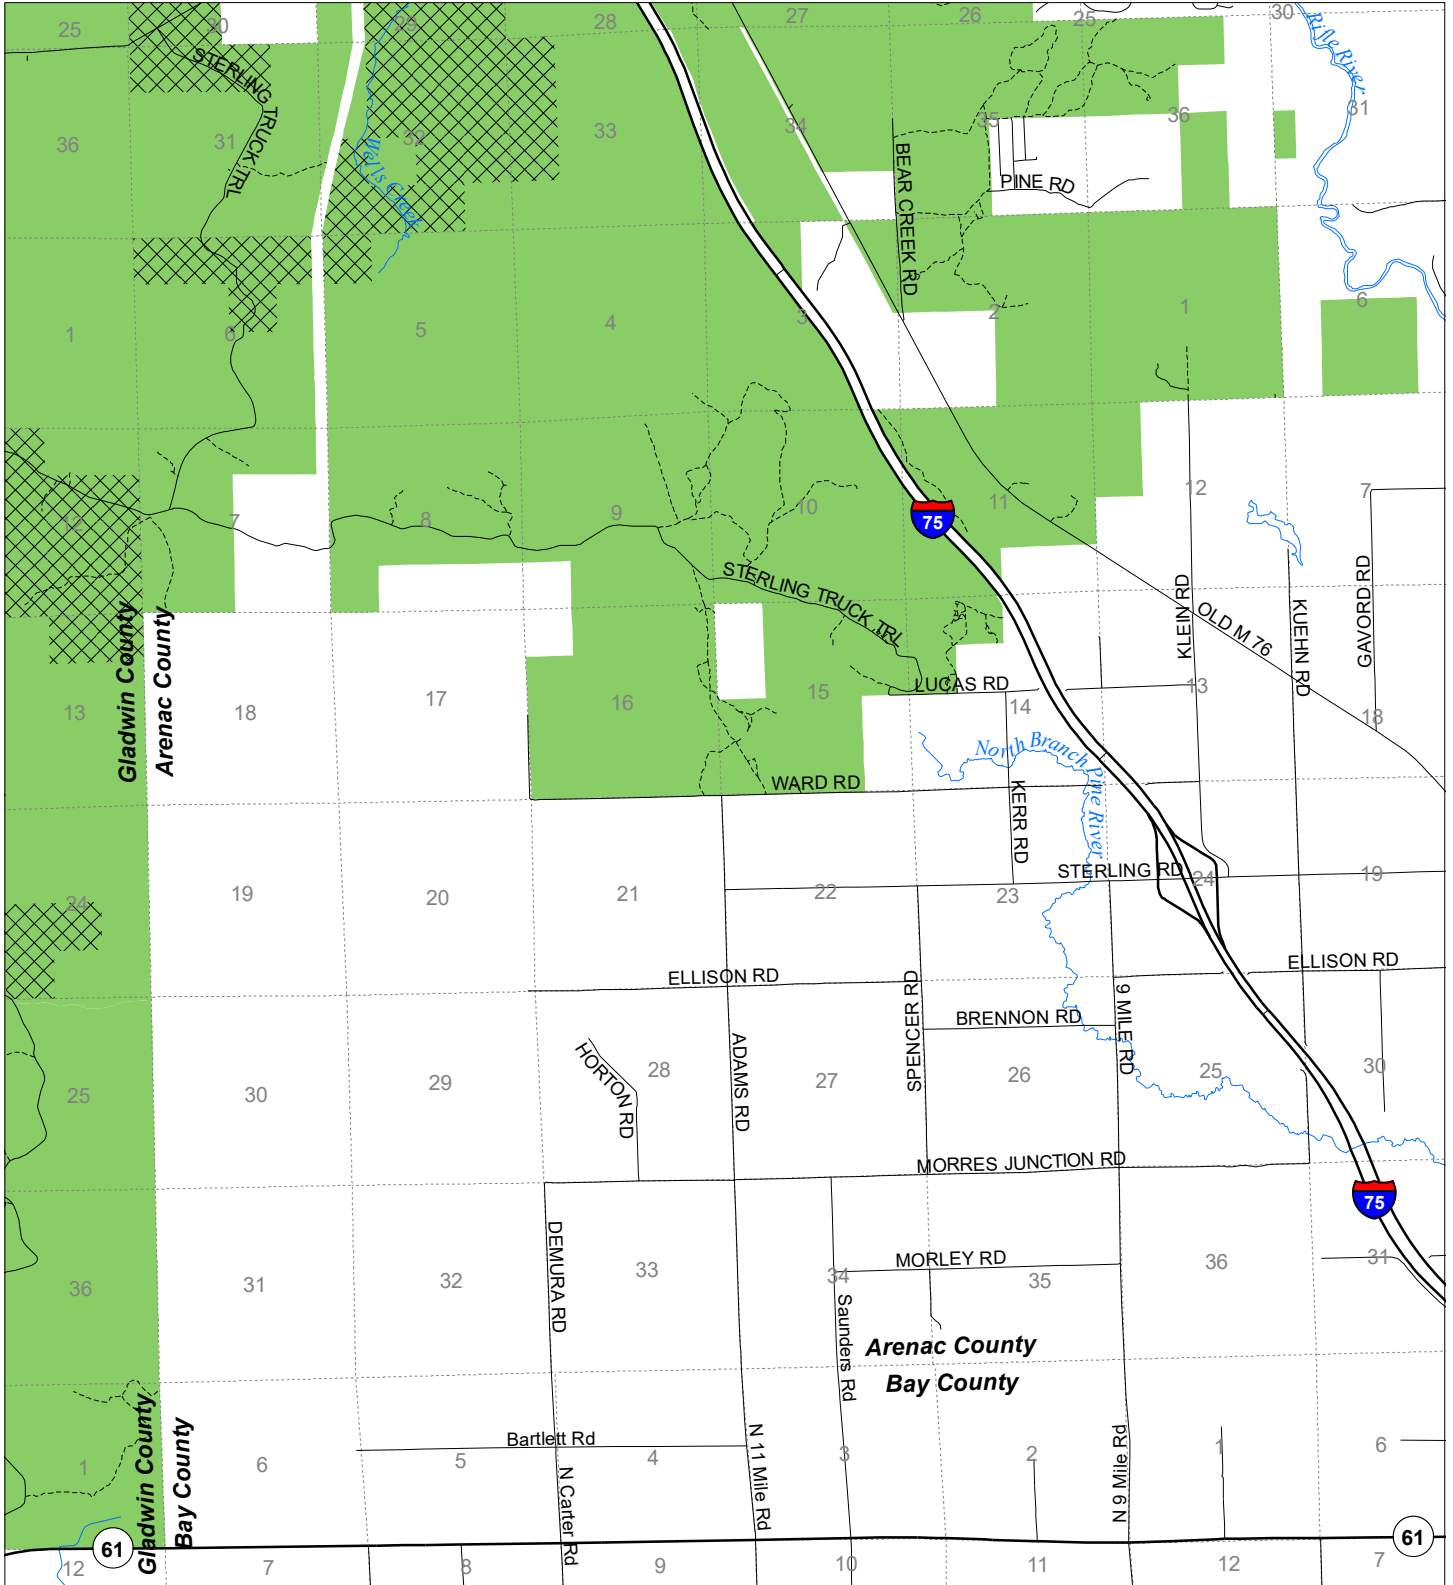 25
30
29
28
27
26
25
30
Rifle River
STERLING TRUCK TRL
36
31
32
33
34
35
36
31
Wells Creek
BEAR CREEK RD
PINE RD
1
6
5
4
3
2
1
6
12
7
8
9
10
11
12
7
75
STERLING TRUCK TRL
KLEIN RD
OLD M 76
KUEHN RD
GAVORD RD
Gladwin County
Arenac County
13
18
17
16
15
LUCAS RD
14
13
18
North Branch Pine River
WARD RD
KERR RD
STERLING RD
24
19
20
21
22
23
24
19
ELLISON RD
ELLISON RD
SPENCER RD
BRENNON RD
9 MILE RD
ADAMS RD
HORTON RD
25
30
29
28
27
26
25
30
MORRES JUNCTION RD
75
DEMURA RD
MORLEY RD
36
31
32
33
34
35
36
31
Saunders Rd
Arenac County
Bay County
Gladwin County
Bay County
Bartlett Rd
N Carter Rd
N 11 Mile Rd
N 9 Mile Rd
1
6
5
4
3
2
1
6
61
61
12
7
8
9
10
11
12
7